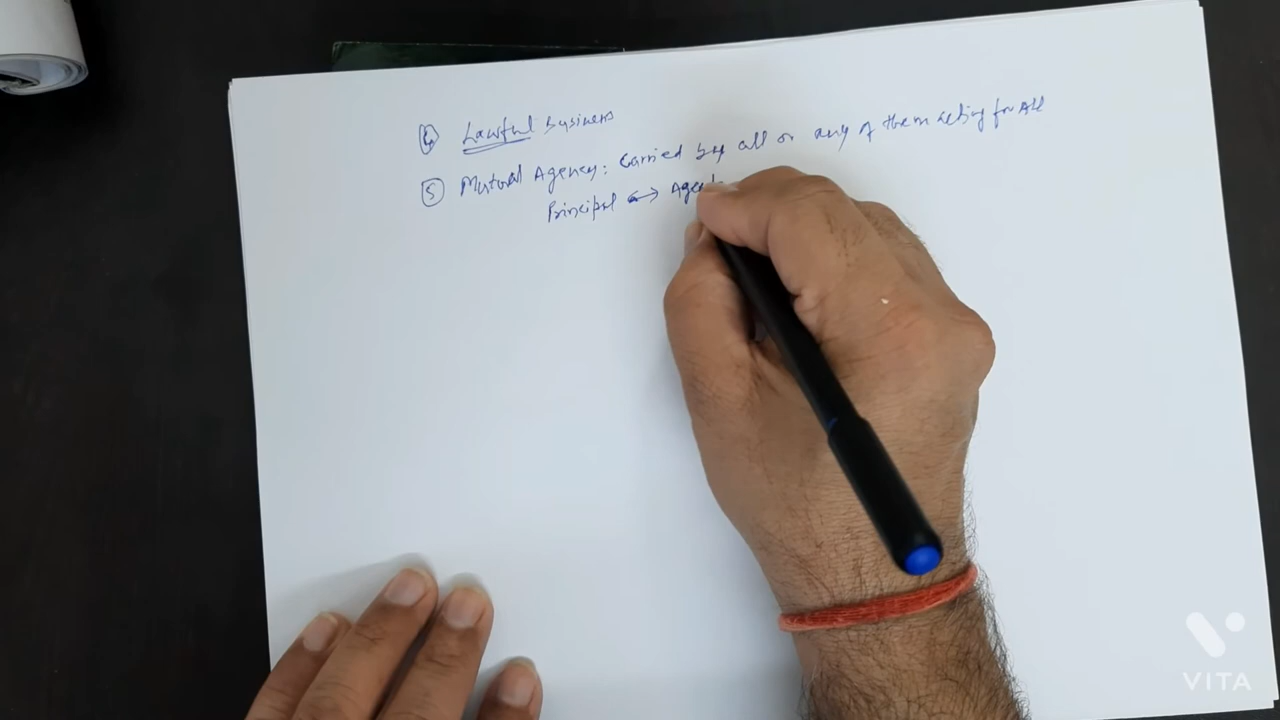 ④ Lawful Business
⑤ Mutual Agency: Carried by all or any of them acting for All
Principal ↔ Agent
VITA